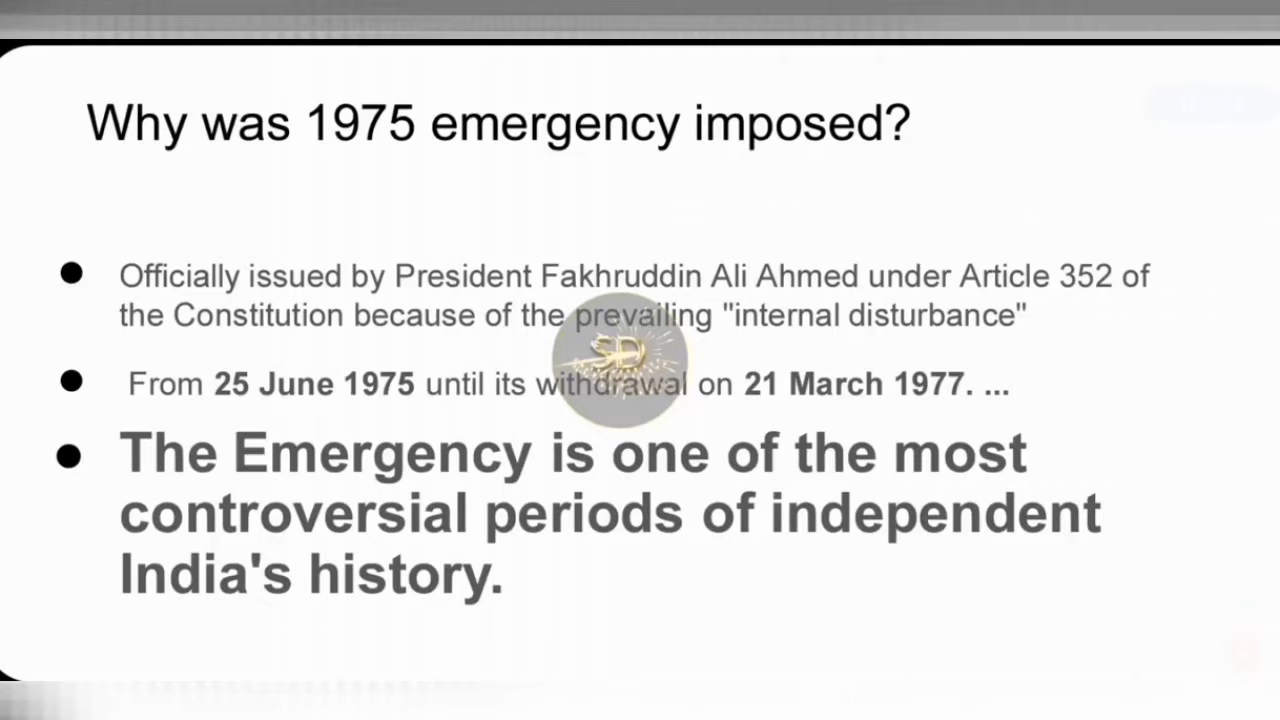 Why was 1975 emergency imposed?
● Officially issued by President Fakhruddin Ali Ahmed under Article 352 of
the Constitution because of the prevailing "internal disturbance"
● From 25 June 1975 until its withdrawal on 21 March 1977. ...
● The Emergency is one of the most
controversial periods of independent
India's history.
SD